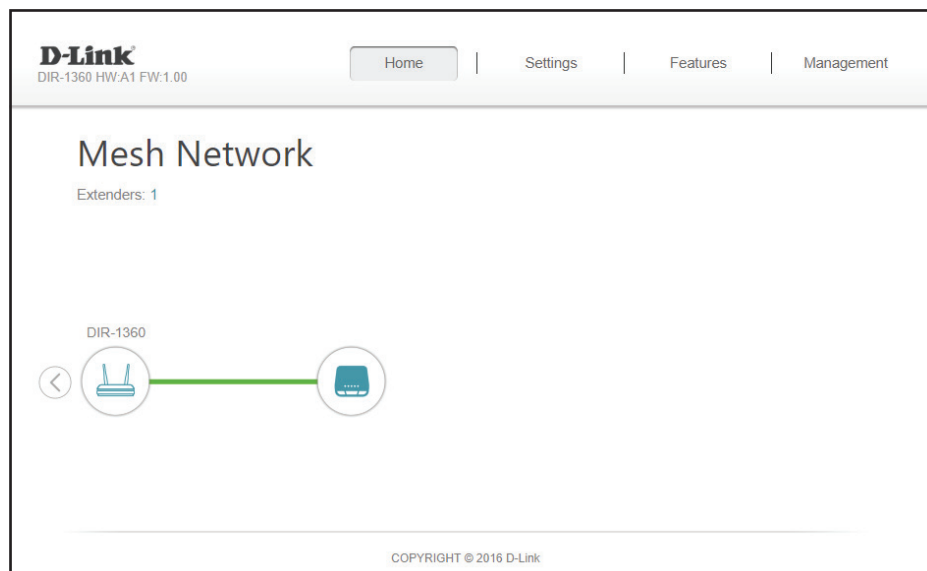 D-Link
DIR-1360 HW:A1 FW:1.00
Home
Settings
Features
Management
Mesh Network
Extenders: 1
DIR-1360
COPYRIGHT © 2016 D-Link